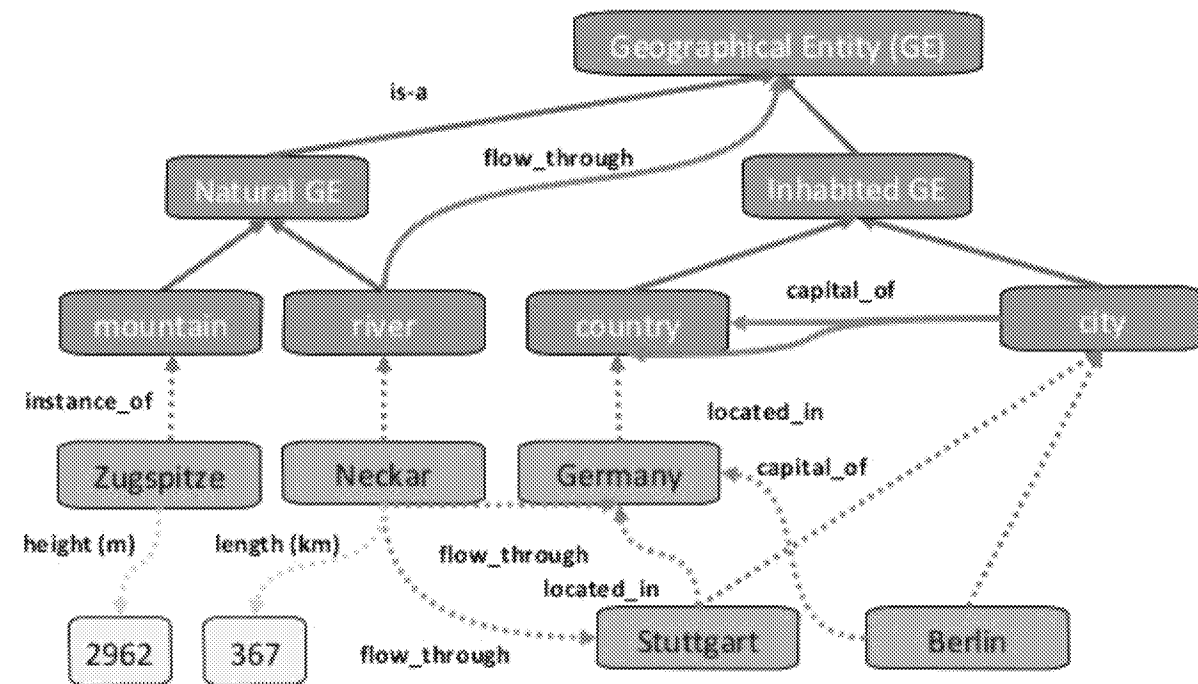 Geographical Entity (GE)
is-a
flow_through
Natural GE
Inhabited GE
capital_of
mountain
river
country
city
instance_of
located_in
Zugspitze
Neckar
Germany
capital_of
height (m)
length (km)
flow_through
located_in
2962
367
flow_through
Stuttgart
Berlin